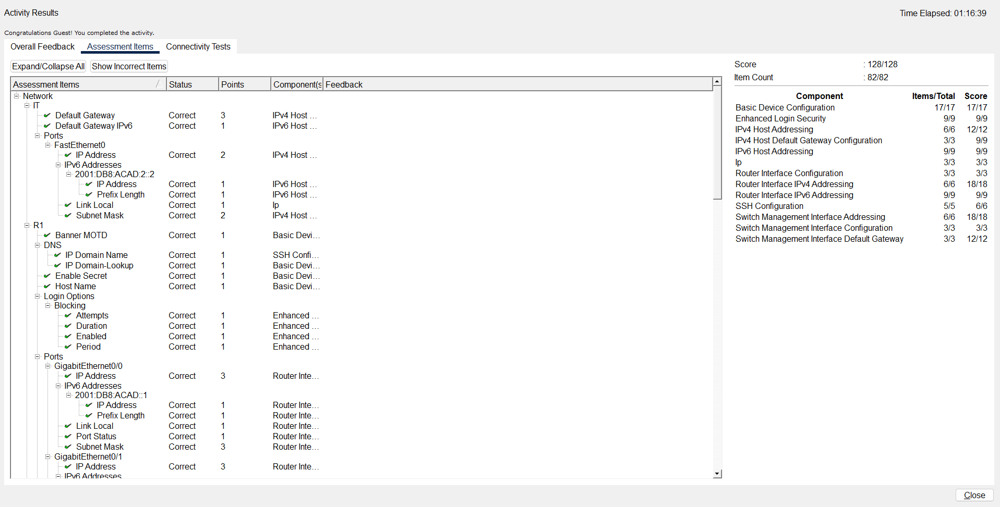 Activity Results
Time Elapsed: 01:16:39
Congratulations Guest! You completed the activity.
Overall Feedback Assessment Items Connectivity Tests
Expand/Collapse All Show Incorrect Items
Assessment Items Status Points Component(s Feedback
Network
IT
Default Gateway Correct 3 IPv4 Host ...
Default Gateway IPv6 Correct 1 IPv6 Host ...
Ports
FastEthernet0
IP Address Correct 2 IPv4 Host ...
IPv6 Addresses
2001:DB8:ACAD:2::2
IP Address Correct 1 IPv6 Host ...
Prefix Length Correct 1 IPv6 Host ...
Link Local Correct 1 Ip
Subnet Mask Correct 2 IPv4 Host ...
R1
Banner MOTD Correct 1 Basic Devi...
DNS
IP Domain Name Correct 1 SSH Confi...
IP Domain-Lookup Correct 1 Basic Devi...
Enable Secret Correct 1 Basic Devi...
Host Name Correct 1 Basic Devi...
Login Options
Blocking
Attempts Correct 1 Enhanced ...
Duration Correct 1 Enhanced ...
Enabled Correct 1 Enhanced ...
Period Correct 1 Enhanced ...
Ports
GigabitEthernet0/0
IP Address Correct 3 Router Inte...
IPv6 Addresses
2001:DB8:ACAD::1
IP Address Correct 1 Router Inte...
Prefix Length Correct 1 Router Inte...
Link Local Correct 1 Router Inte...
Port Status Correct 1 Router Inte...
Subnet Mask Correct 3 Router Inte...
GigabitEthernet0/1
IP Address Correct 3 Router Inte...
IPv6 Addresses
Score : 128/128
Item Count : 82/82
Component Items/Total Score
Basic Device Configuration 17/17 17/17
Enhanced Login Security 9/9 9/9
IPv4 Host Addressing 6/6 12/12
IPv4 Host Default Gateway Configuration 3/3 9/9
IPv6 Host Addressing 9/9 9/9
Ip 3/3 3/3
Router Interface Configuration 3/3 3/3
Router Interface IPv4 Addressing 6/6 18/18
Router Interface IPv6 Addressing 9/9 9/9
SSH Configuration 5/5 6/6
Switch Management Interface Addressing 6/6 18/18
Switch Management Interface Configuration 3/3 3/3
Switch Management Interface Default Gateway 3/3 12/12
Close